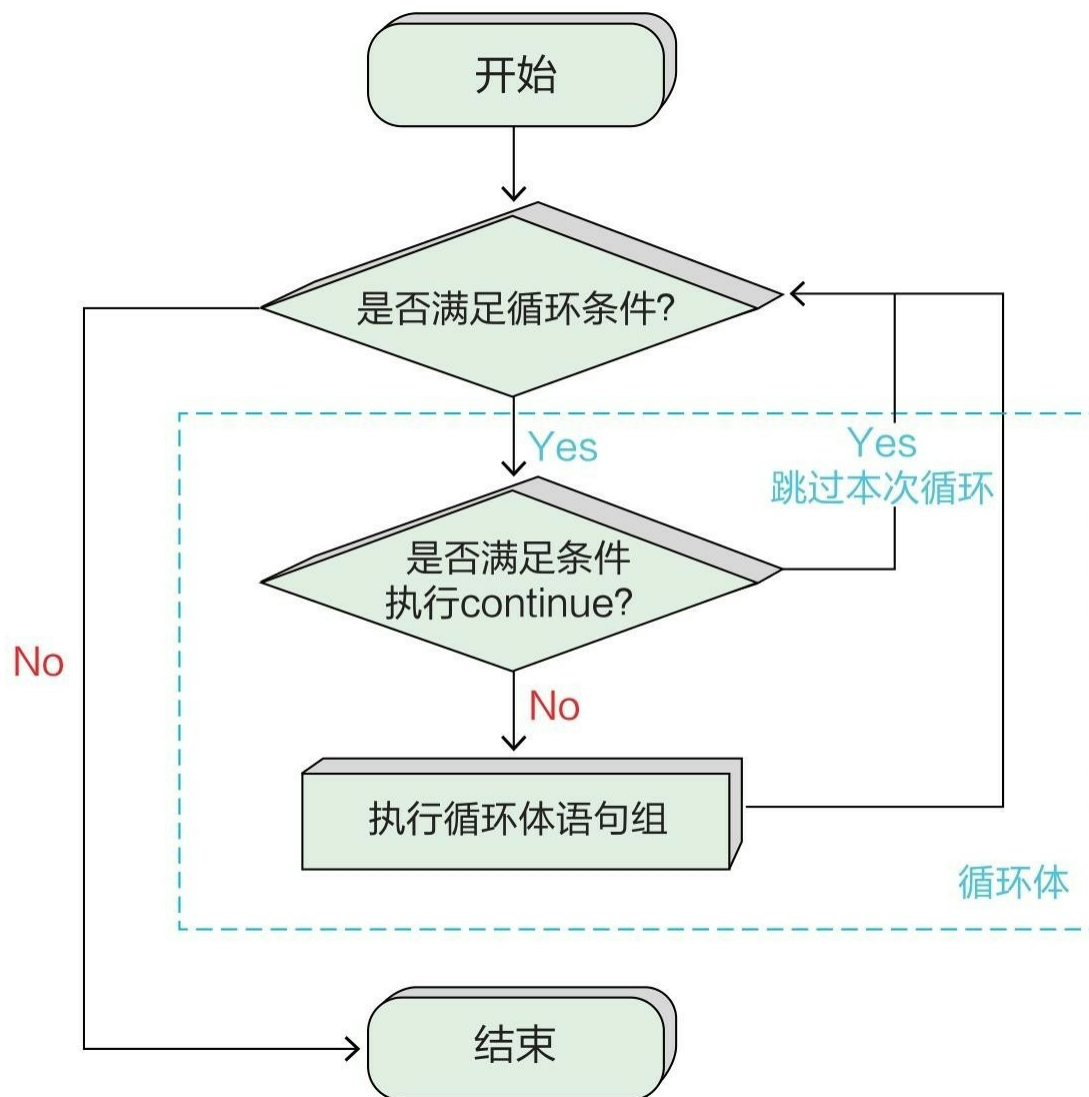 开始
是否满足循环条件?
Yes
Yes
跳过本次循环
是否满足条件
执行continue?
No
No
执行循环体语句组
循环体
结束